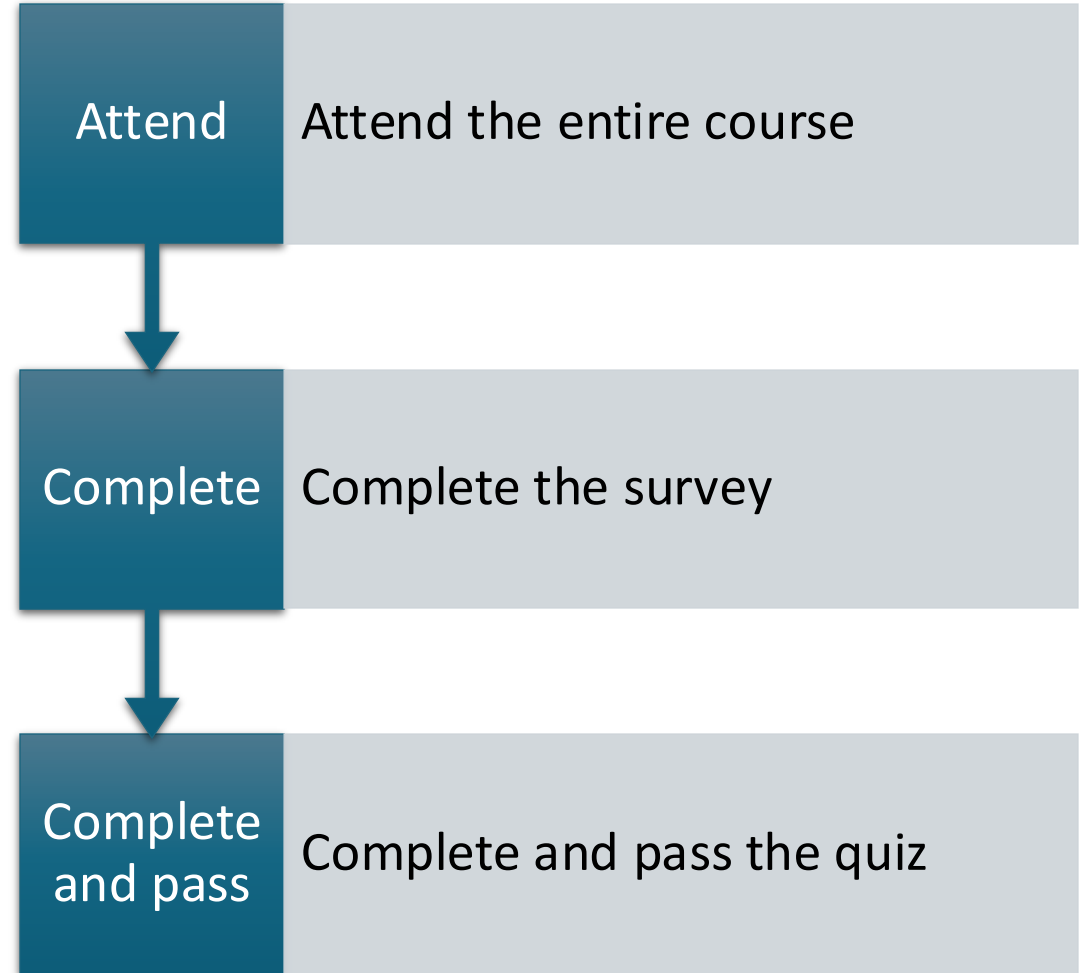 Attend
Attend the entire course
Complete
Complete the survey
Complete
and pass
Complete and pass the quiz